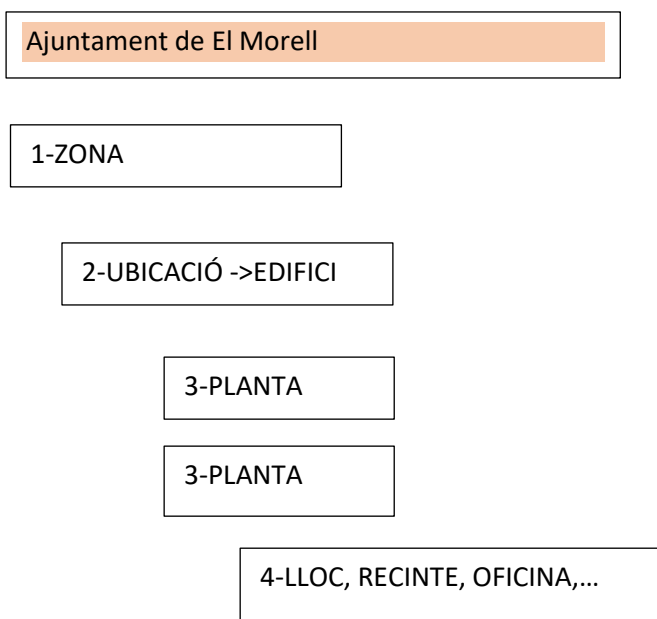 Ajuntament de El Morell
1-ZONA
2-UBICACIÓ ->EDIFICI
3-PLANTA
3-PLANTA
4-LLOC, RECINTE, OFICINA,...